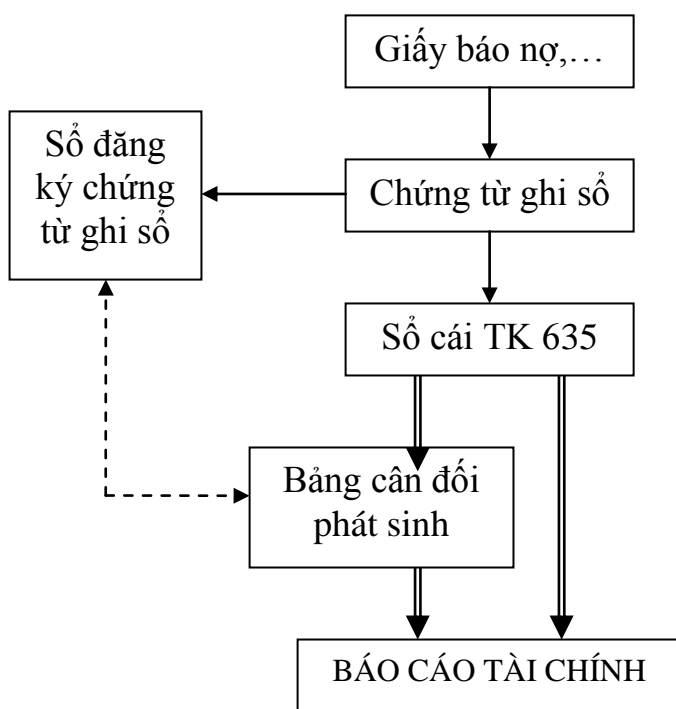 Giấy báo nợ,…
Sổ đăng
ký chứng
từ ghi sổ
Chứng từ ghi sổ
Sổ cái TK 635
Bảng cân đối
phát sinh
BÁO CÁO TÀI CHÍNH